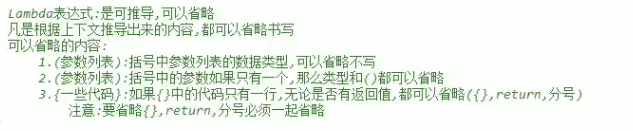 Lambda表达式:是可推导,可以省略
凡是根据上下文推导出来的内容,都可以省略书写
可以省略的内容:
1.(参数列表):括号中参数列表的数据类型,可以省略不写
2.(参数列表):括号中的参数如果只有一个,那么类型和()都可以省略
3.{一些代码}:如果{}中的代码只有一行,无论是否有返回值,都可以省略({},return,分号)
注意:要省略{},return,分号必须一起省略